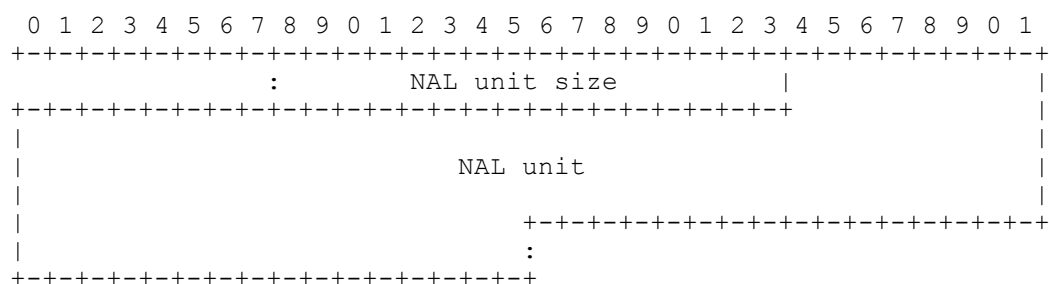 0 1 2 3 4 5 6 7 8 9 0 1 2 3 4 5 6 7 8 9 0 1 2 3 4 5 6 7 8 9 0 1
+-+-+-+-+-+-+-+-+-+-+-+-+-+-+-+-+-+-+-+-+-+-+-+-+-+-+-+-+-+-+-+-+
                :        NAL unit size          |               |
+-+-+-+-+-+-+-+-+-+-+-+-+-+-+-+-+-+-+-+-+-+-+-+-+               |
|                                                               |
|                           NAL unit                            |
|                                                               |
|                               +-+-+-+-+-+-+-+-+-+-+-+-+-+-+-+-+
|                               :
+-+-+-+-+-+-+-+-+-+-+-+-+-+-+-+-+